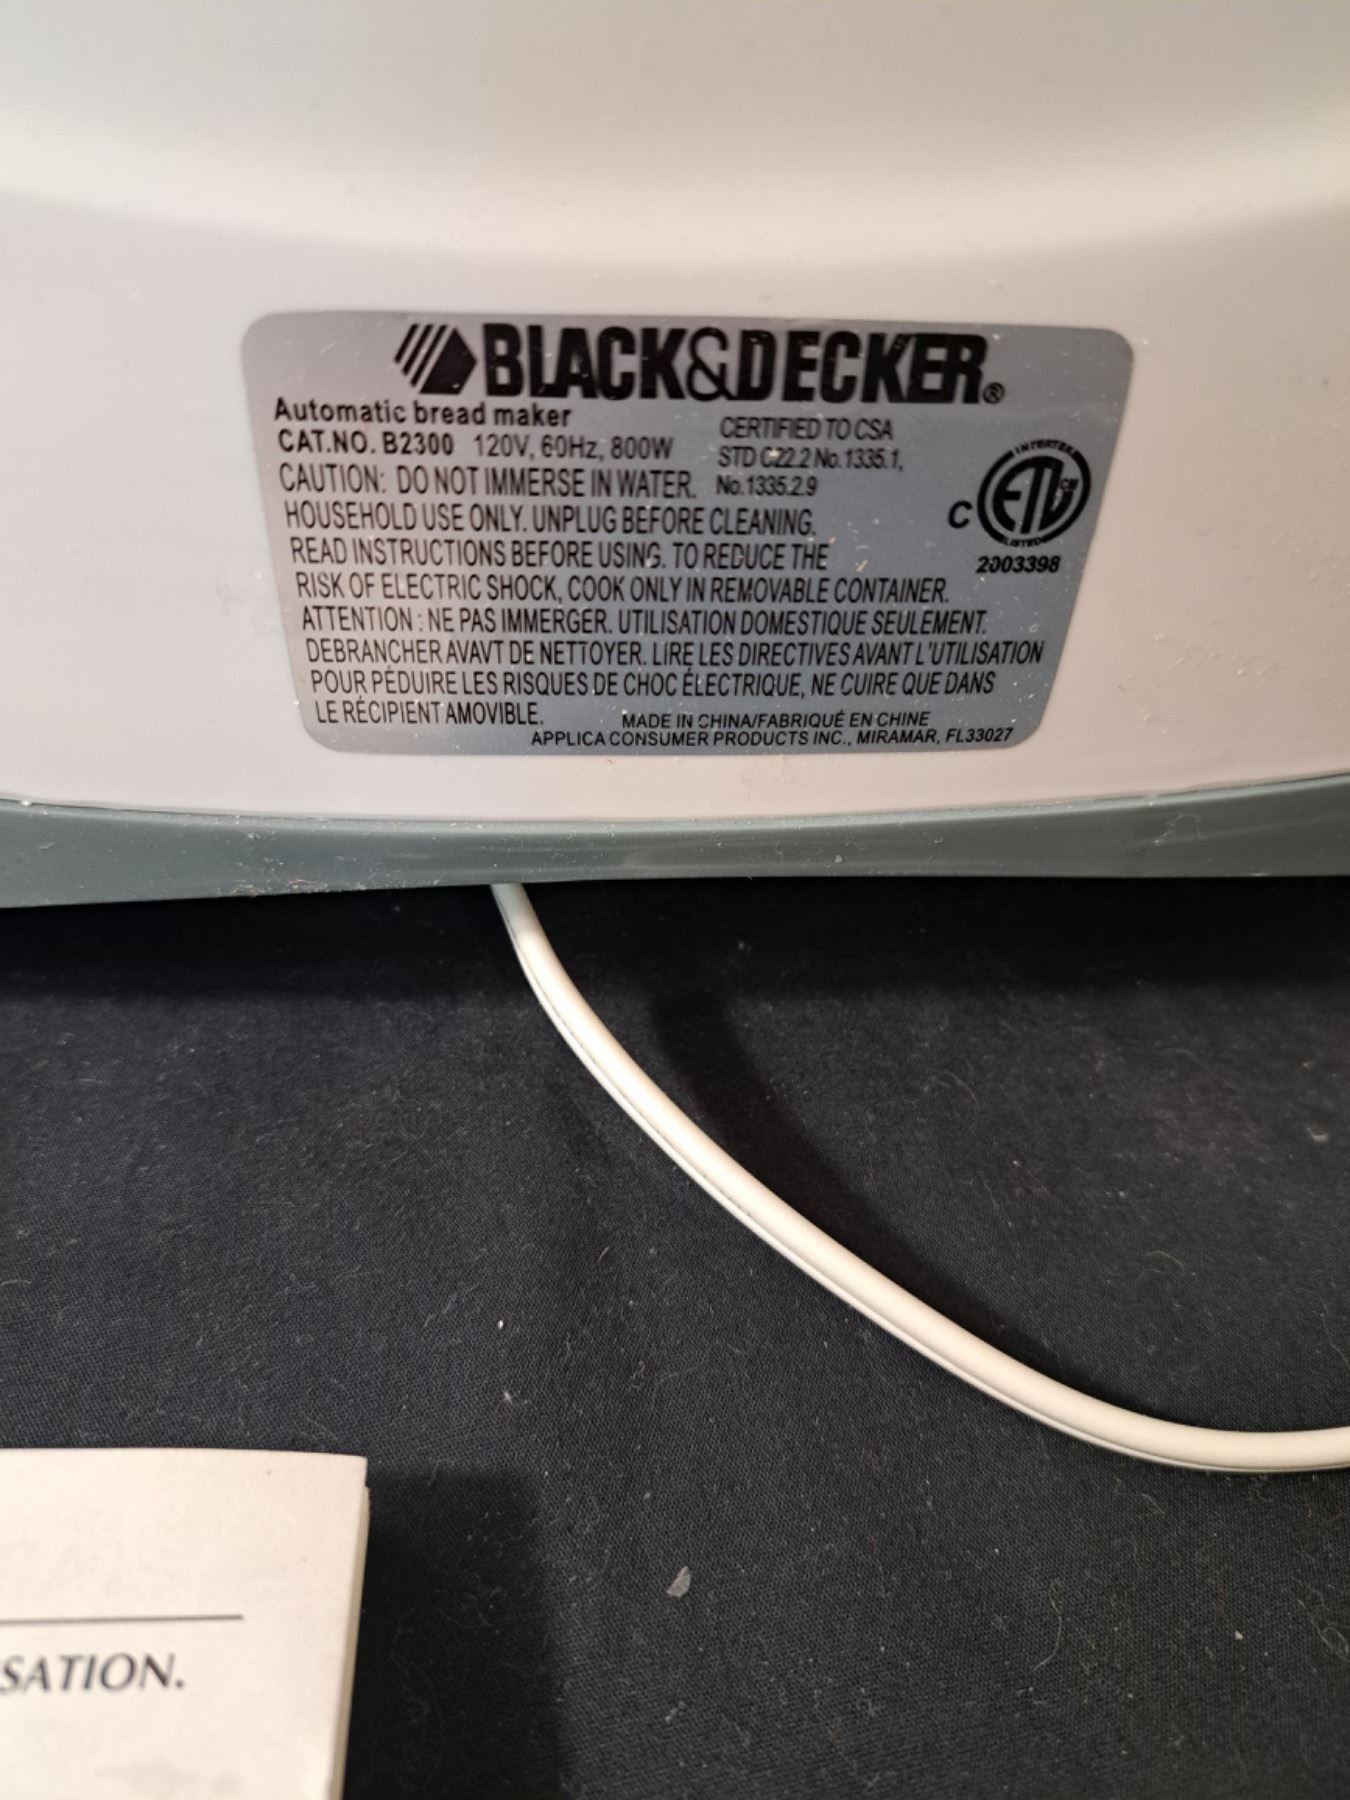 BLACK&DECKER®
Automatic bread maker
CAT.NO. B2300 120V, 60Hz, 800W
CERTIFIED TO CSA
STD C22.2 No.1335.1,
No.1335.2.9
CAUTION: DO NOT IMMERSE IN WATER.
HOUSEHOLD USE ONLY. UNPLUG BEFORE CLEANING.
READ INSTRUCTIONS BEFORE USING. TO REDUCE THE
RISK OF ELECTRIC SHOCK, COOK ONLY IN REMOVABLE CONTAINER.
INTERTEK
C ETL CM US
LISTED
2003398
ATTENTION : NE PAS IMMERGER. UTILISATION DOMESTIQUE SEULEMENT.
DEBRANCHER AVAVT DE NETTOYER. LIRE LES DIRECTIVES AVANT L'UTILISATION
POUR PÉDUIRE LES RISQUES DE CHOC ÉLECTRIQUE, NE CUIRE QUE DANS
LE RÉCIPIENT AMOVIBLE.
MADE IN CHINA/FABRIQUÉ EN CHINE
APPLICA CONSUMER PRODUCTS INC., MIRAMAR, FL33027
SATION.